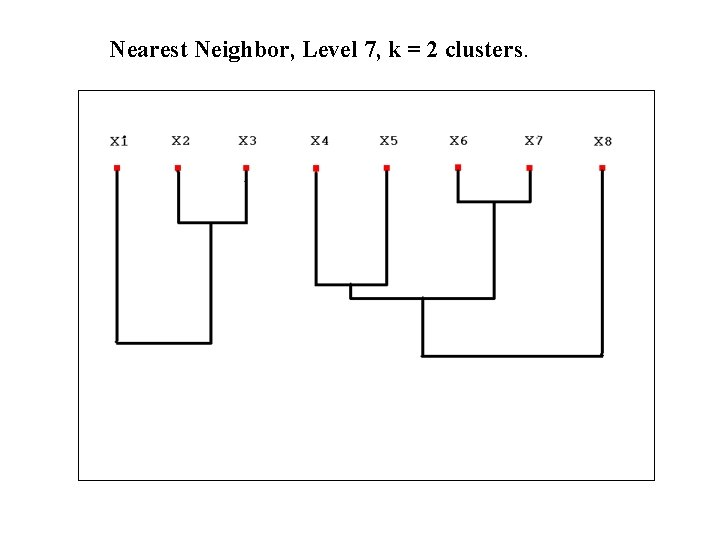 Nearest Neighbor, Level 7, k = 2 clusters.
X1 X2 X3 X4 X5 X6 X7 X8